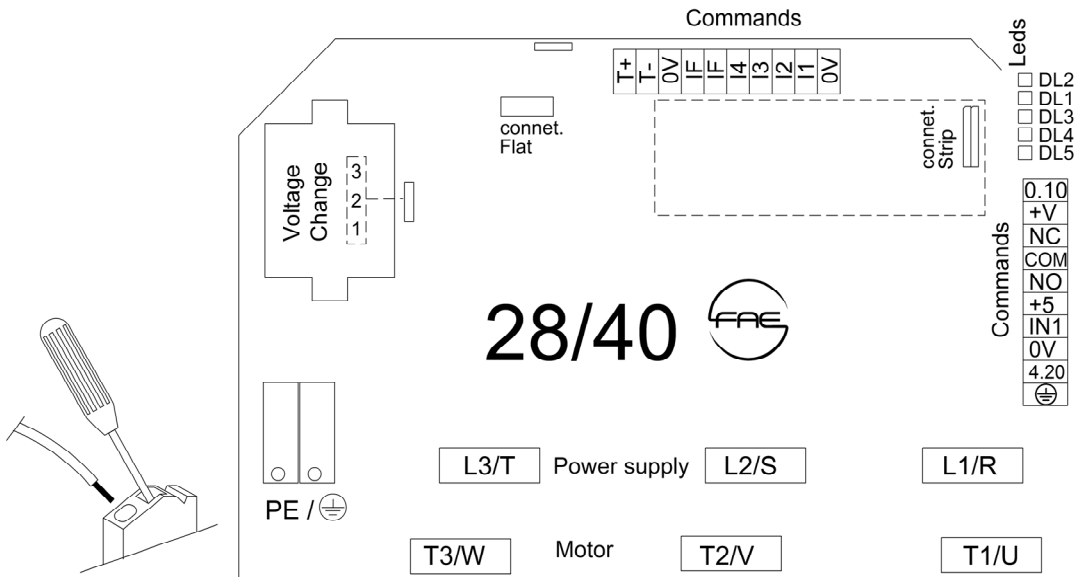 Commands
Leds
T+ T- 0V IF IF I4 I3 I2 I1 0V
DL2
DL1
DL3
DL4
DL5
connet.
Flat
connet.
Strip
Voltage
Change
3
2
1
Commands
0.10
+V
NC
COM
NO
+5
IN1
0V
4.20
28/40 FAE
L3/T Power supply L2/S L1/R
PE /
T3/W Motor T2/V T1/U